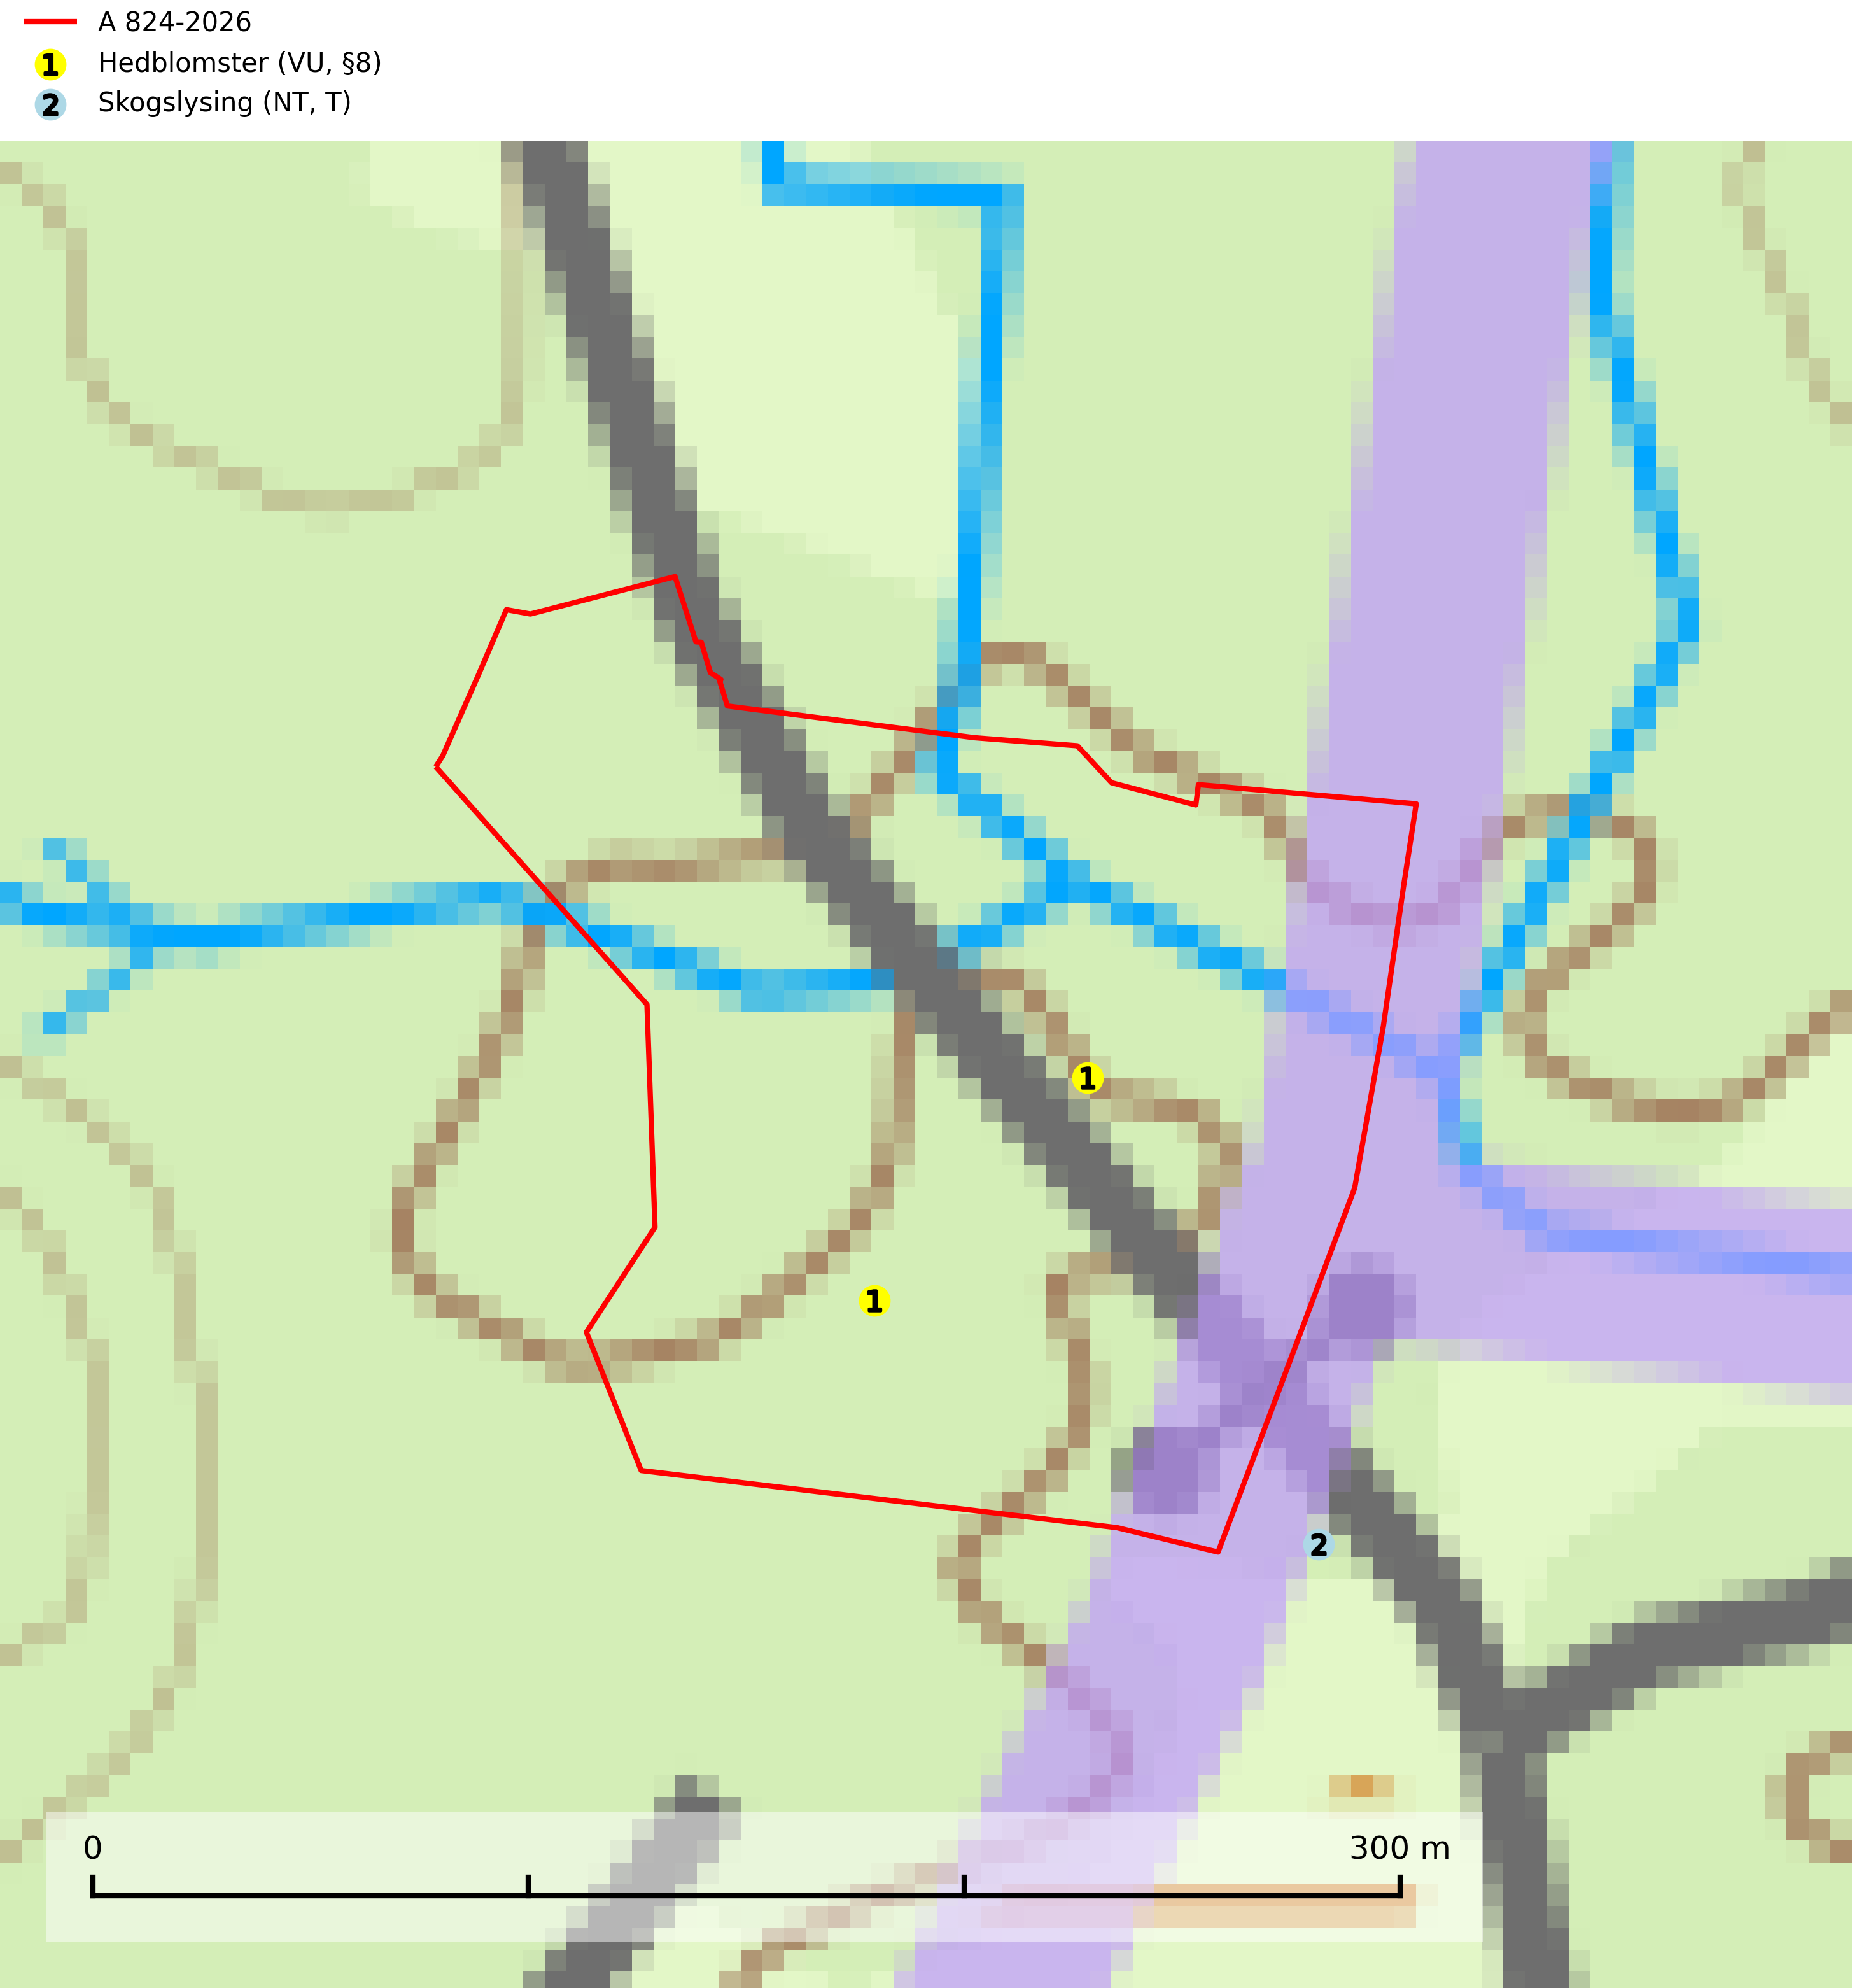 A 824-2026
1 Hedblomster (VU, §8)
2 Skogslysing (NT, T)
1
1
2
0 300 m